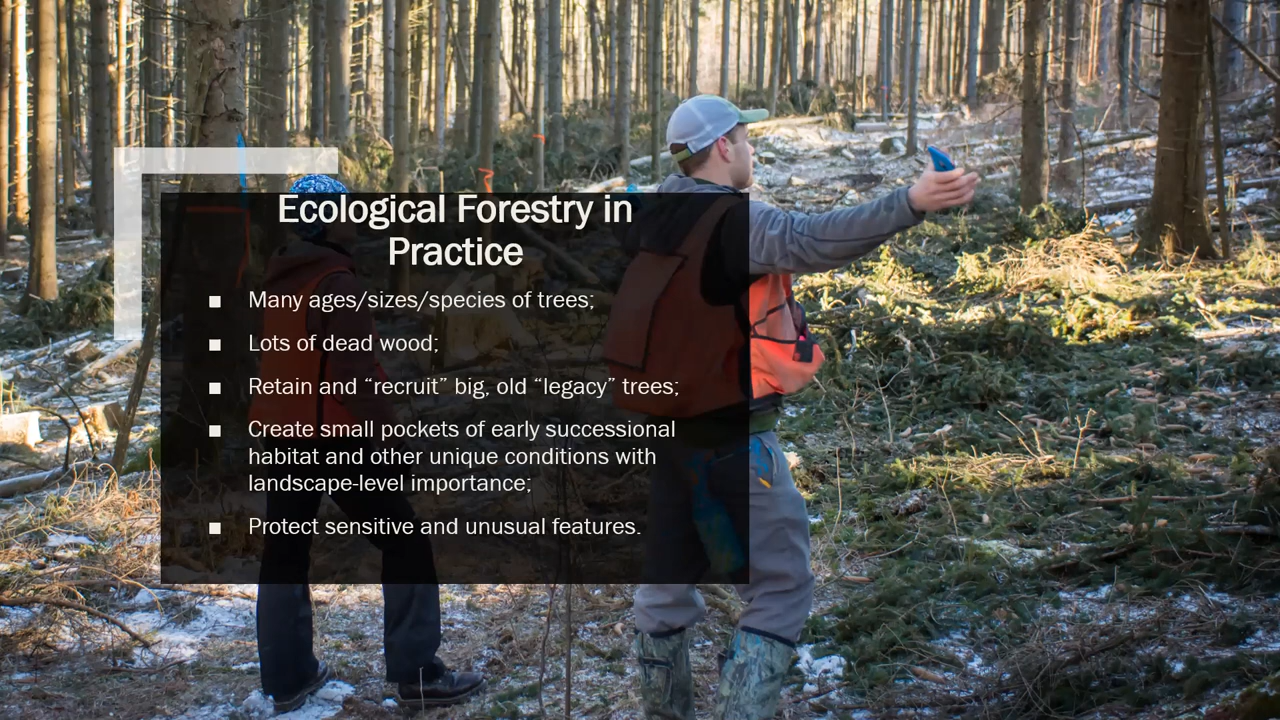 Ecological Forestry in
Practice
■ Many ages/sizes/species of trees;
■ Lots of dead wood;
■ Retain and “recruit” big, old “legacy” trees;
■ Create small pockets of early successional
habitat and other unique conditions with
landscape-level importance;
■ Protect sensitive and unusual features.